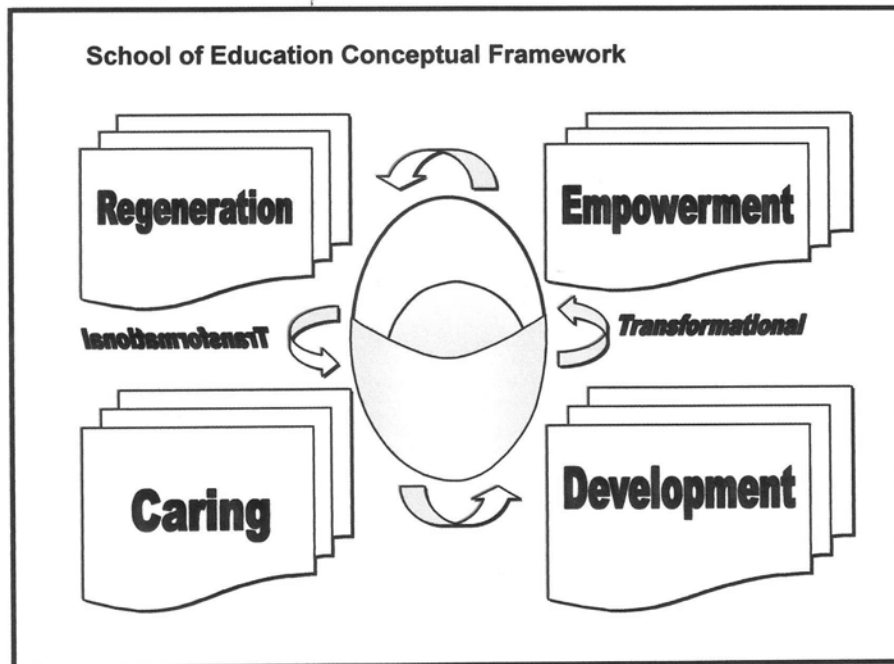 School of Education Conceptual Framework
Regeneration
Empowerment
Transformational
Transformational
Caring
Development